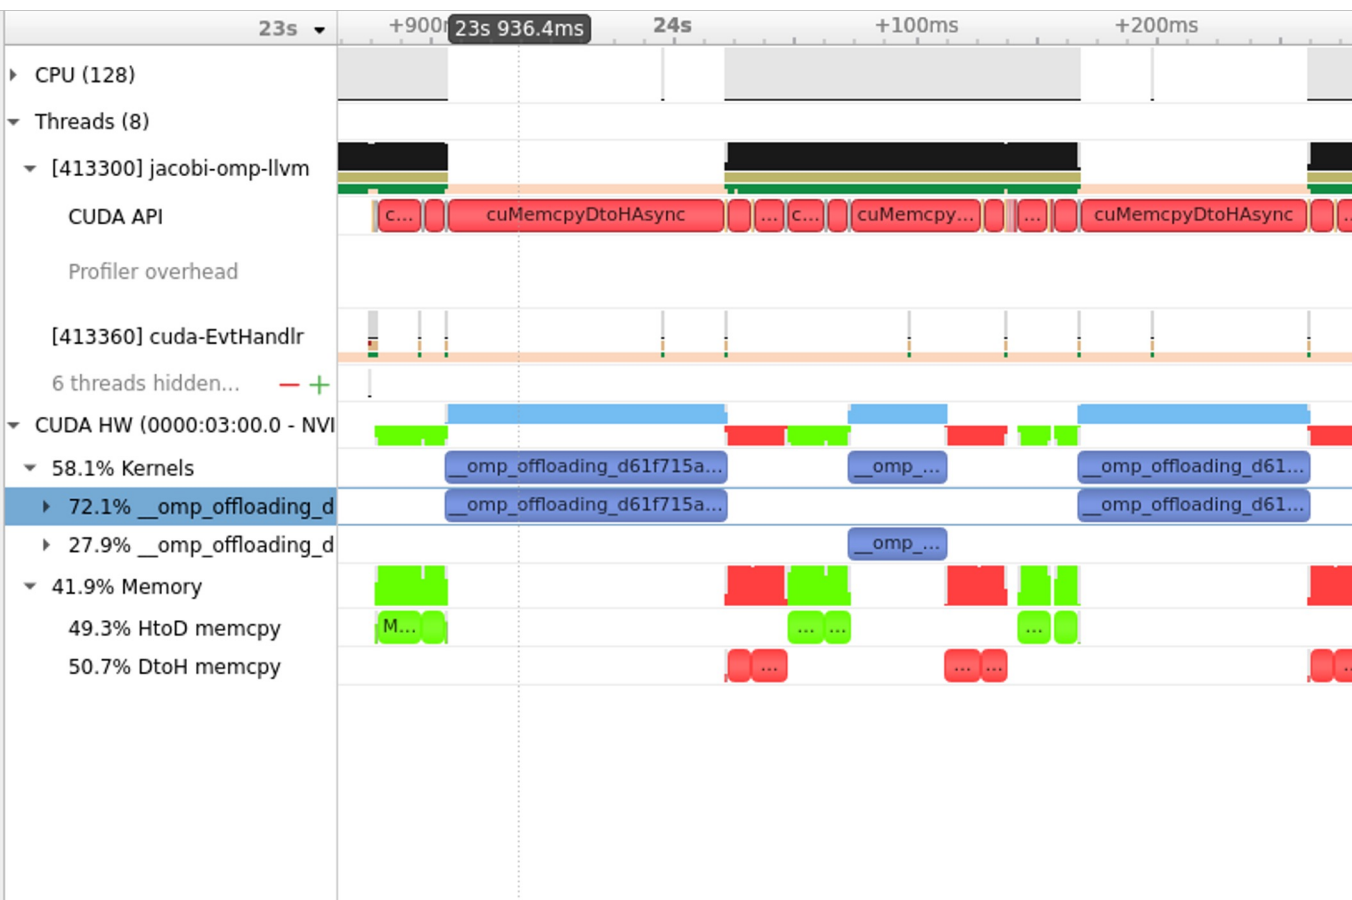 23s +900m 23s 936.4ms 24s +100ms +200ms
CPU (128)
Threads (8)
[413300] jacobi-omp-llvm
CUDA API c... cuMemcpyDtoHAsync ... c... cuMemcpy... ... cuMemcpyDtoHAsync ...
Profiler overhead
[413360] cuda-EvtHandlr
6 threads hidden... − +
CUDA HW (0000:03:00.0 - NVI
58.1% Kernels __omp_offloading_d61f715a... __omp_... __omp_offloading_d61...
72.1% __omp_offloading_d __omp_offloading_d61f715a... __omp_offloading_d61...
27.9% __omp_offloading_d __omp_...
41.9% Memory
49.3% HtoD memcpy M... ... ... ...
50.7% DtoH memcpy ... ... ... ...